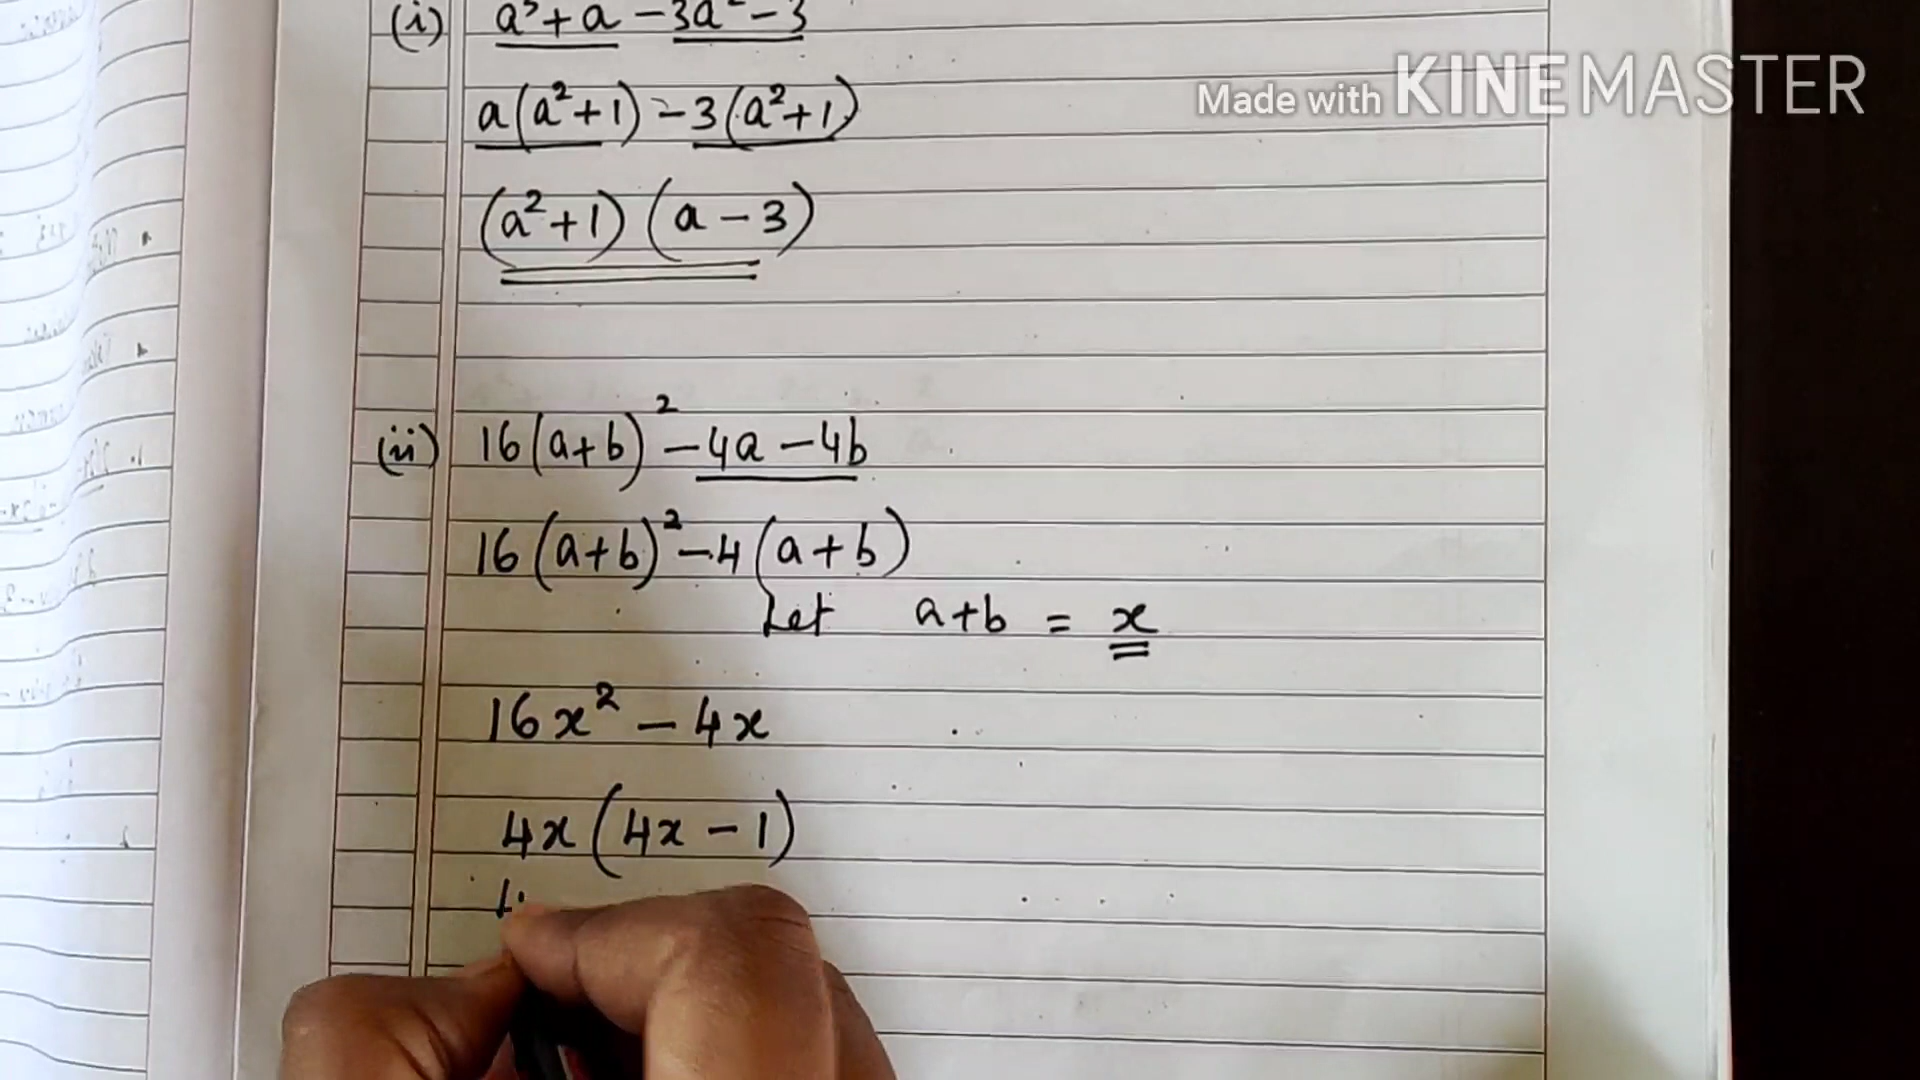 (i) a³ + a - 3a² - 3
Made with KINEMASTER
a(a² + 1) - 3(a² + 1)
(a² + 1) (a - 3)
(ii) 16(a+b)² - 4a - 4b
16(a+b)² - 4(a+b)
Let a+b = x
16x² - 4x
4x(4x - 1)